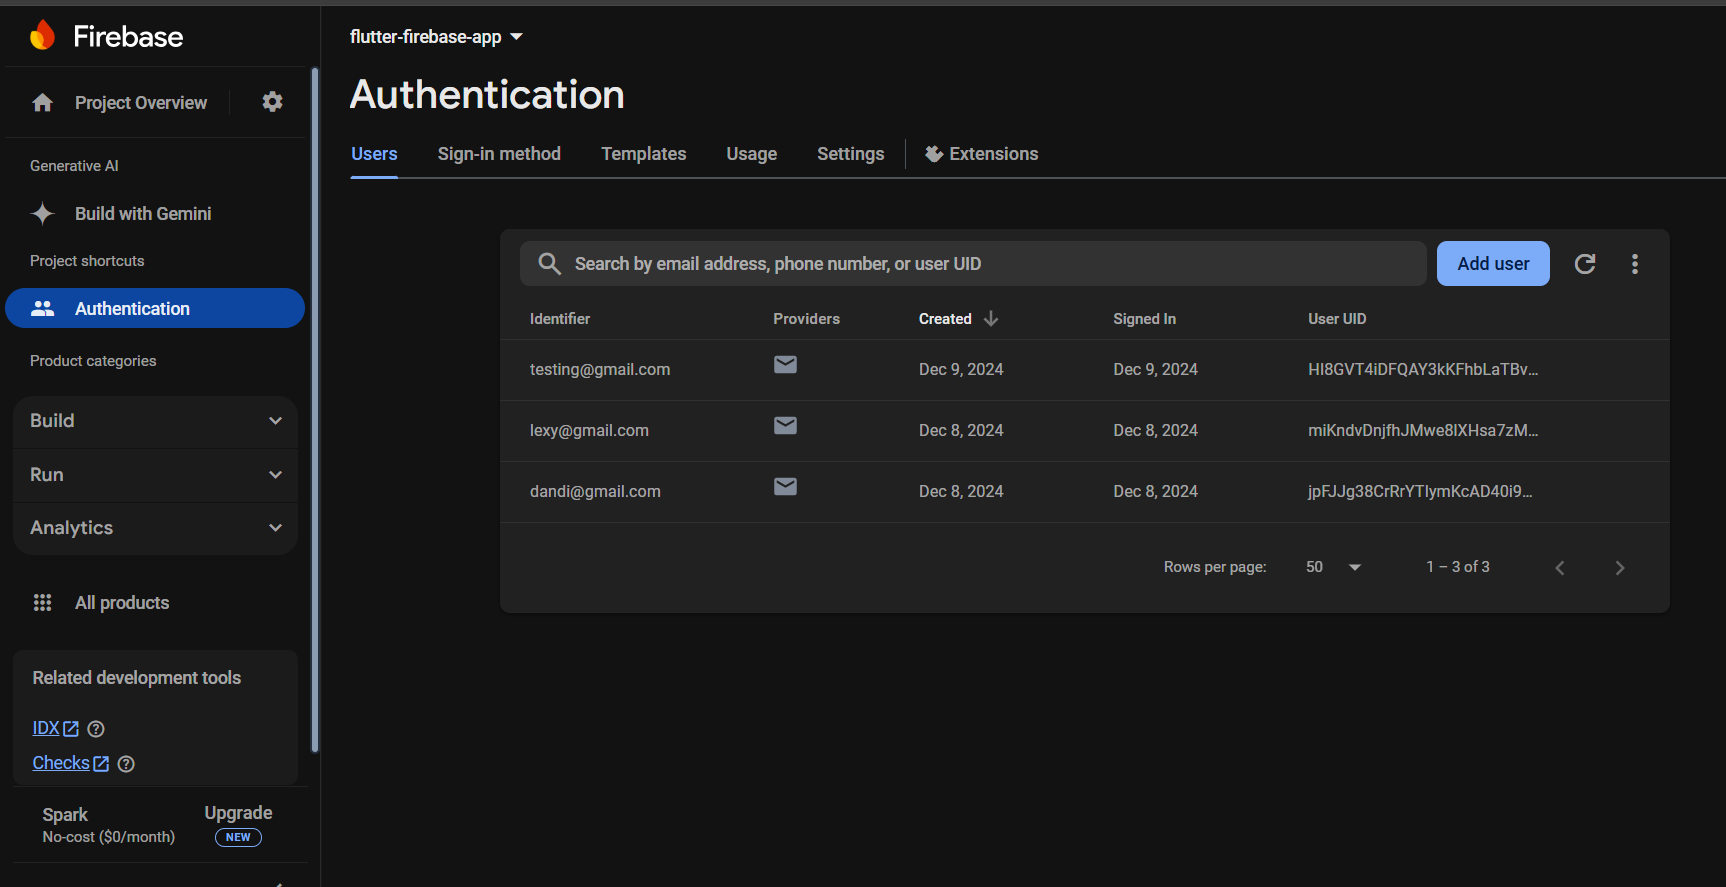 Firebase
flutter-firebase-app
Project Overview
Authentication
Users Sign-in method Templates Usage Settings Extensions
Generative AI
Build with Gemini
Project shortcuts
Authentication
Product categories
Build
Run
Analytics
All products
Related development tools
IDX
Checks
Spark
No-cost ($0/month)
Upgrade
NEW
Search by email address, phone number, or user UID
Add user
Identifier Providers Created Signed In User UID
testing@gmail.com Dec 9, 2024 Dec 9, 2024 HI8GVT4iDFQAY3kKFhbLaTBv...
lexy@gmail.com Dec 8, 2024 Dec 8, 2024 miKndvDnjfhJMwe8lXHsa7zM...
dandi@gmail.com Dec 8, 2024 Dec 8, 2024 jpFJJg38CrRrYTlymKcAD40i9...
Rows per page: 50 1 – 3 of 3